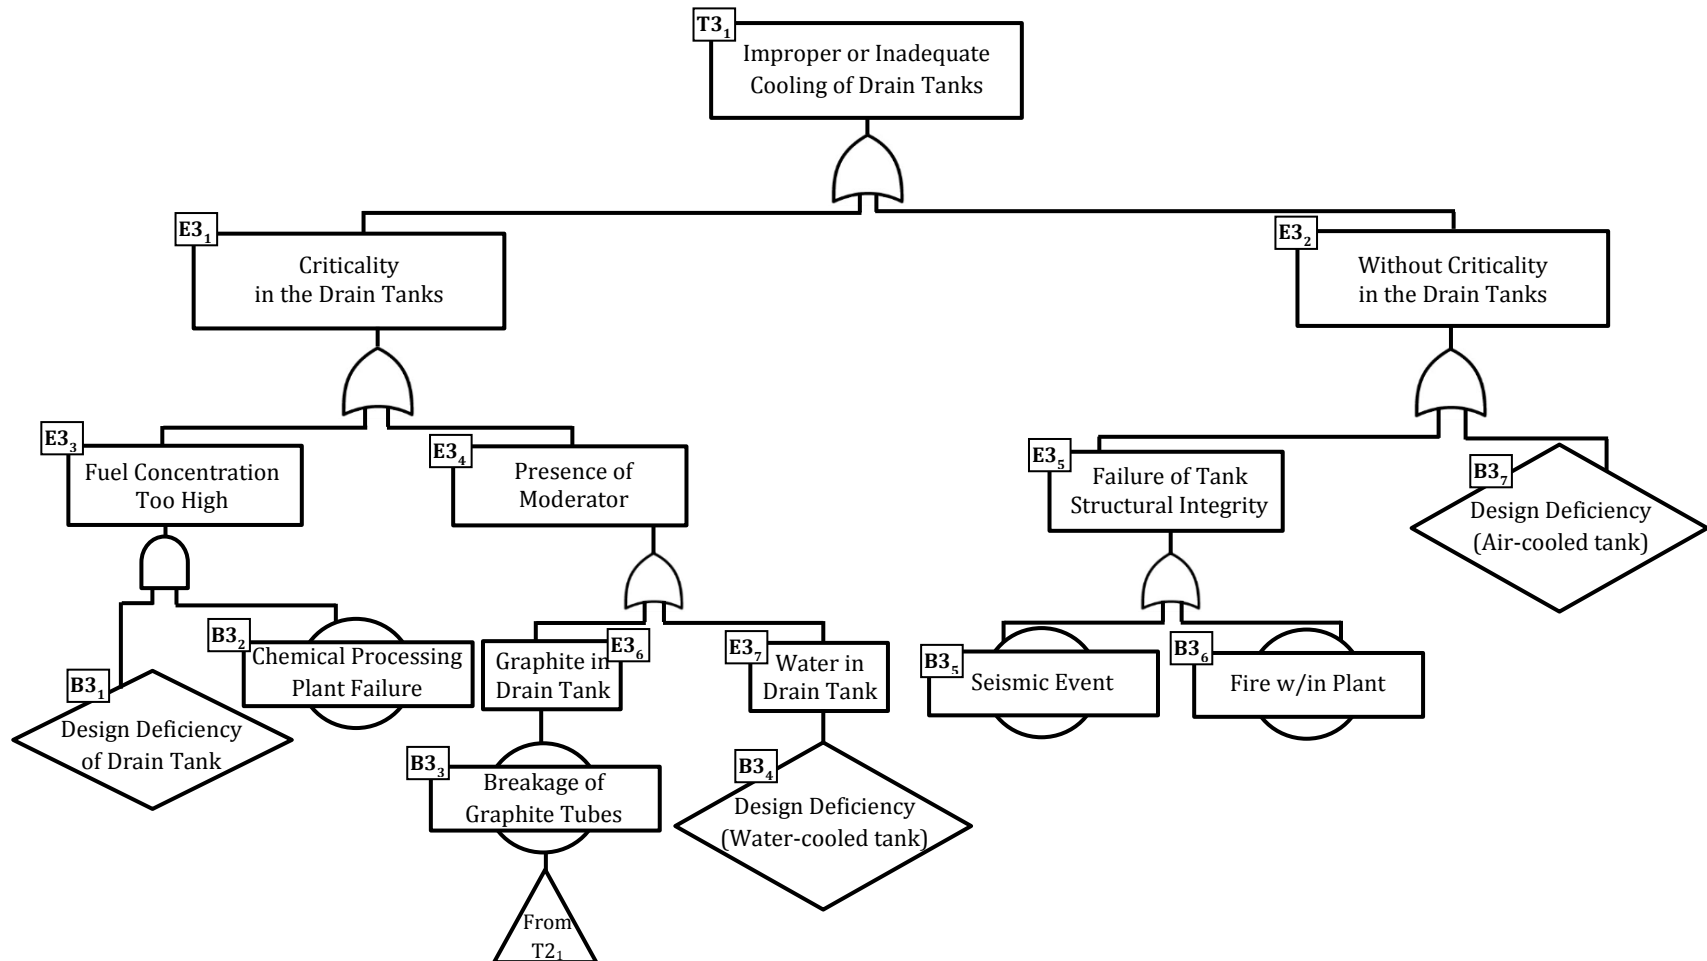 T3₁
Improper or Inadequate
Cooling of Drain Tanks
E3₁
Criticality
in the Drain Tanks
E3₂
Without Criticality
in the Drain Tanks
E3₃
Fuel Concentration
Too High
E3₄
Presence of
Moderator
E3₅
Failure of Tank
Structural Integrity
B3₇
Design Deficiency
(Air-cooled tank)
B3₁
Design Deficiency
of Drain Tank
B3₂
Chemical Processing
Plant Failure
E3₆
Graphite in
Drain Tank
E3₇
Water in
Drain Tank
B3₅
Seismic Event
B3₆
Fire w/in Plant
B3₃
Breakage of
Graphite Tubes
B3₄
Design Deficiency
(Water-cooled tank)
From
T2₁